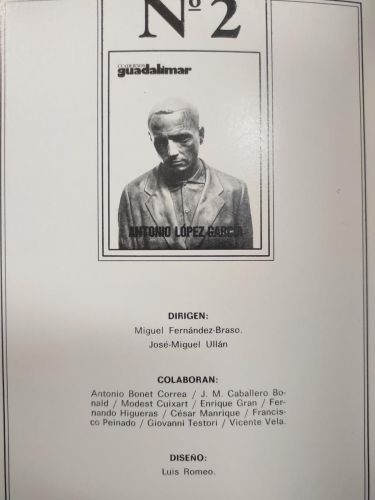 Nº 2
CUADERNOS
guadalimar
ANTONIO LÓPEZ GARCIA
DIRIGEN:
Miguel Fernández-Braso.
José-Miguel Ullán
COLABORAN:
Antonio Bonet Correa / J. M. Caballero Bo-
nald / Modest Cuixart / Enrique Gran / Fer-
nando Higueras / César Manrique / Francis-
co Peinado / Giovanni Testori / Vicente Vela.
DISEÑO:
Luis Romeo.